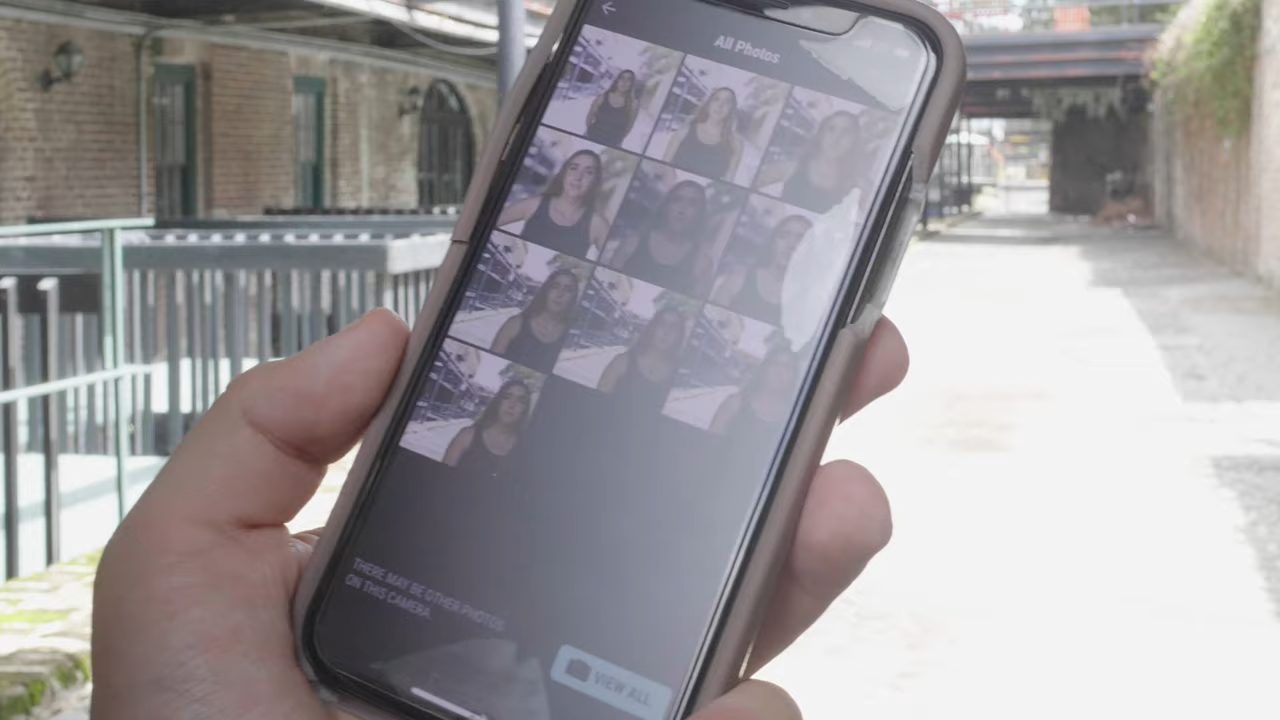 All Photos
THERE MAY BE OTHER PHOTOS
ON THIS CAMERA.
VIEW ALL